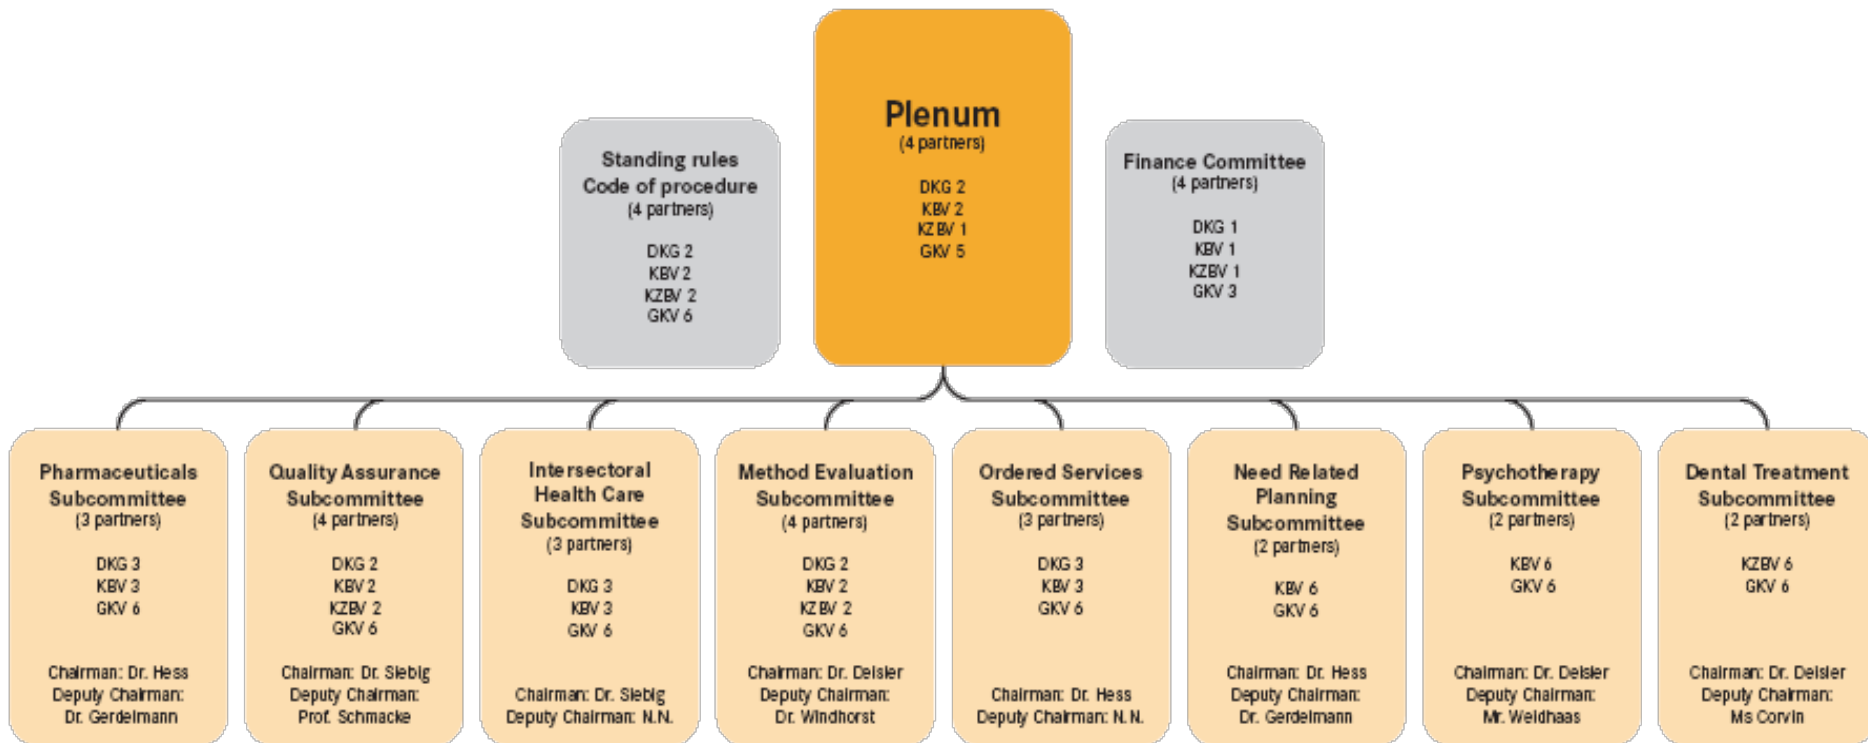 Plenum
(4 partners)
DKG 2
KBV 2
KZBV 1
GKV 5
Standing rules
Code of procedure
(4 partners)
DKG 2
KBV 2
KZBV 2
GKV 6
Finance Committee
(4 partners)
DKG 1
KBV 1
KZBV 1
GKV 3
Pharmaceuticals
Subcommittee
(3 partners)
DKG 3
KBV 3
GKV 6
Chairman: Dr. Hess
Deputy Chairman:
Dr. Gerdelmann
Quality Assurance
Subcommittee
(4 partners)
DKG 2
KBV 2
KZBV 2
GKV 6
Chairman: Dr. Siebig
Deputy Chairman:
Prof. Schmacke
Intersectoral
Health Care
Subcommittee
(3 partners)
DKG 3
KBV 3
GKV 6
Chairman: Dr. Siebig
Deputy Chairman: N.N.
Method Evaluation
Subcommittee
(4 partners)
DKG 2
KBV 2
KZBV 2
GKV 6
Chairman: Dr. Deisler
Deputy Chairman:
Dr. Windhorst
Ordered Services
Subcommittee
(3 partners)
DKG 3
KBV 3
GKV 6
Chairman: Dr. Hess
Deputy Chairman: N.N.
Need Related
Planning
Subcommittee
(2 partners)
KBV 6
GKV 6
Chairman: Dr. Hess
Deputy Chairman:
Dr. Gerdelmann
Psychotherapy
Subcommittee
(2 partners)
KBV 6
GKV 6
Chairman: Dr. Deisler
Deputy Chairman:
Mr. Weidhaas
Dental Treatment
Subcommittee
(2 partners)
KZBV 6
GKV 6
Chairman: Dr. Deisler
Deputy Chairman:
Ms Corvin